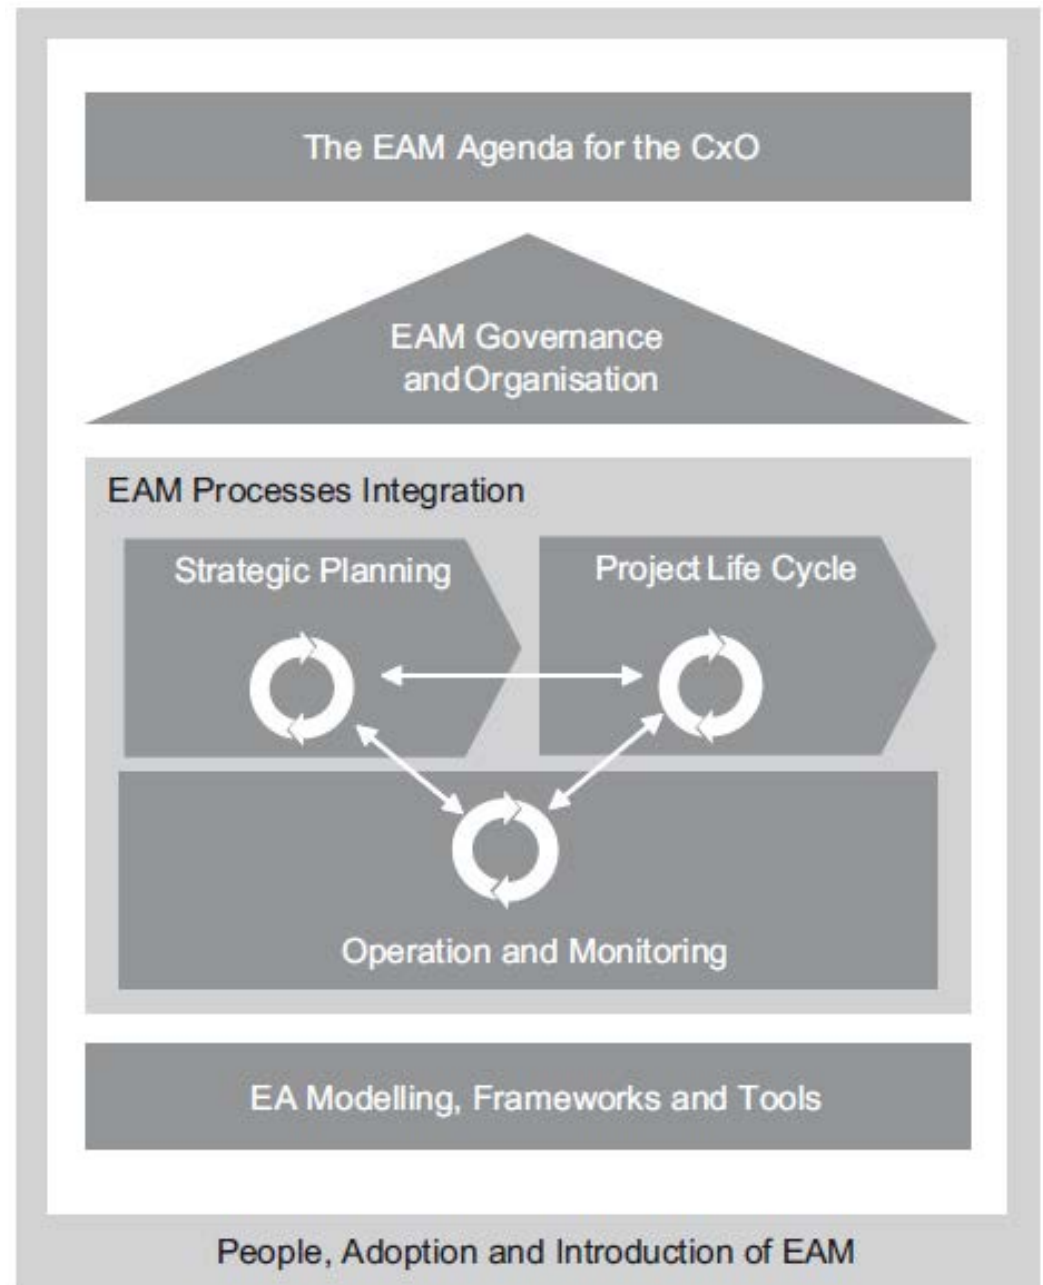 The EAM Agenda for the CxO
EAM Governance
and Organisation
EAM Processes Integration
Strategic Planning
Project Life Cycle
Operation and Monitoring
EA Modelling, Frameworks and Tools
People, Adoption and Introduction of EAM